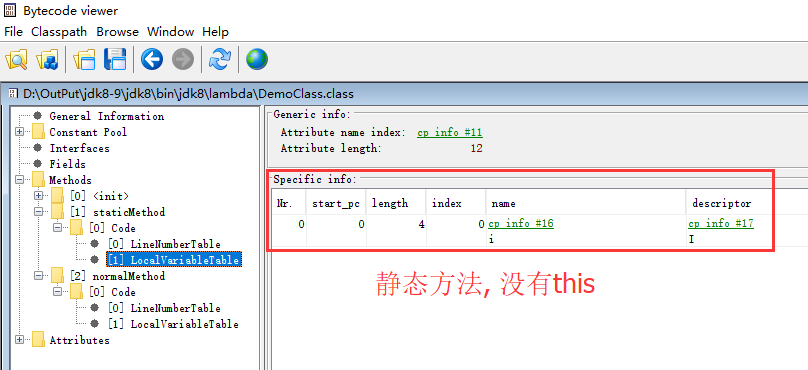 Bytecode viewer
File Classpath Browse Window Help
D:\OutPut\jdk8-9\jdk8\bin\jdk8\lambda\DemoClass.class
General Information
Constant Pool
Interfaces
Fields
Methods
[0] <init>
[1] staticMethod
[0] Code
[0] LineNumberTable
[1] LocalVariableTable
[2] normalMethod
[0] Code
[0] LineNumberTable
[1] LocalVariableTable
Attributes
Generic info:
Attribute name index: cp info #11
Attribute length: 12
Specific info:
Nr. start_pc length index name descriptor
0 0 4 0 cp info #16 cp info #17
i I
静态方法, 没有this